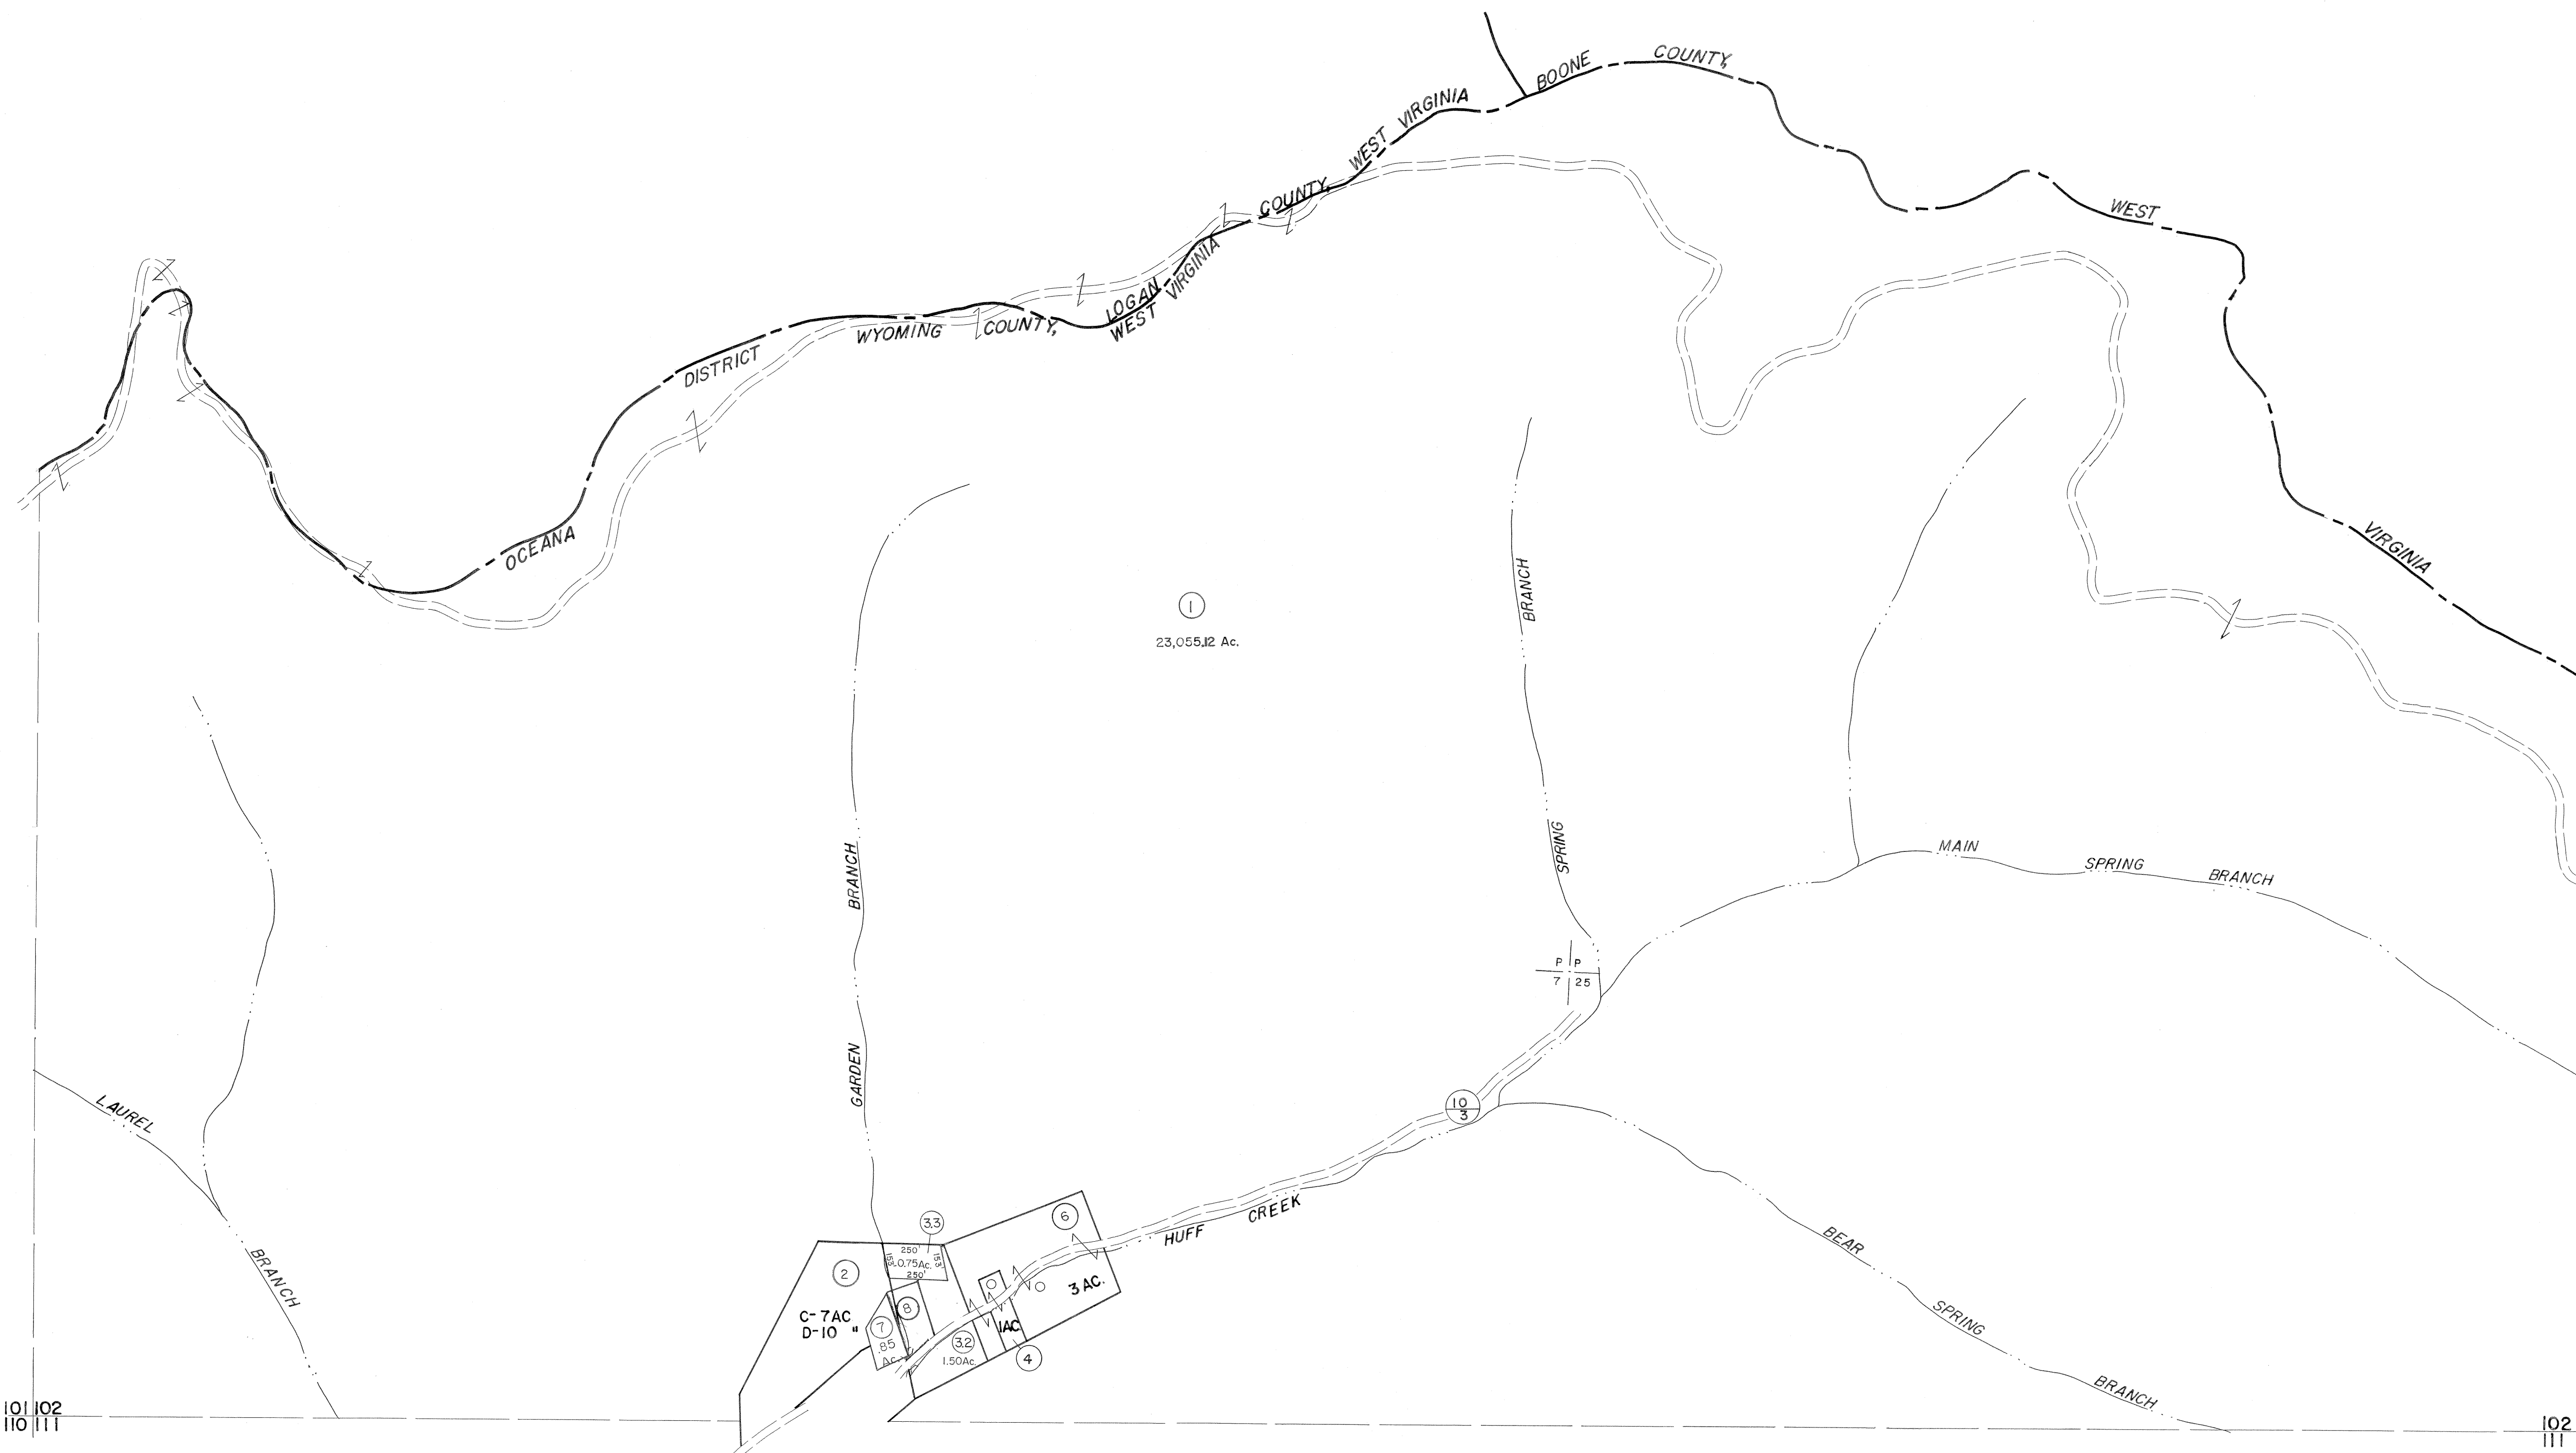 BOONE COUNTY,
WEST
VIRGINIA
LOGAN COUNTY, WEST VIRGINIA
OCEANA DISTRICT
WYOMING COUNTY, WEST VIRGINIA
1
23,055.12 Ac.
SPRING BRANCH
GARDEN BRANCH
MAIN SPRING BRANCH
P P
7 25
10
3
LAUREL BRANCH
HUFF CREEK
BEAR SPRING BRANCH
3.3
250'
153'
153'
0.75Ac.
250'
6
3 AC.
2
C-7AC
D-10 "
8
7
.85
Ac.
3.2
1.50Ac.
1AC
4
101 102
110 111
102
111